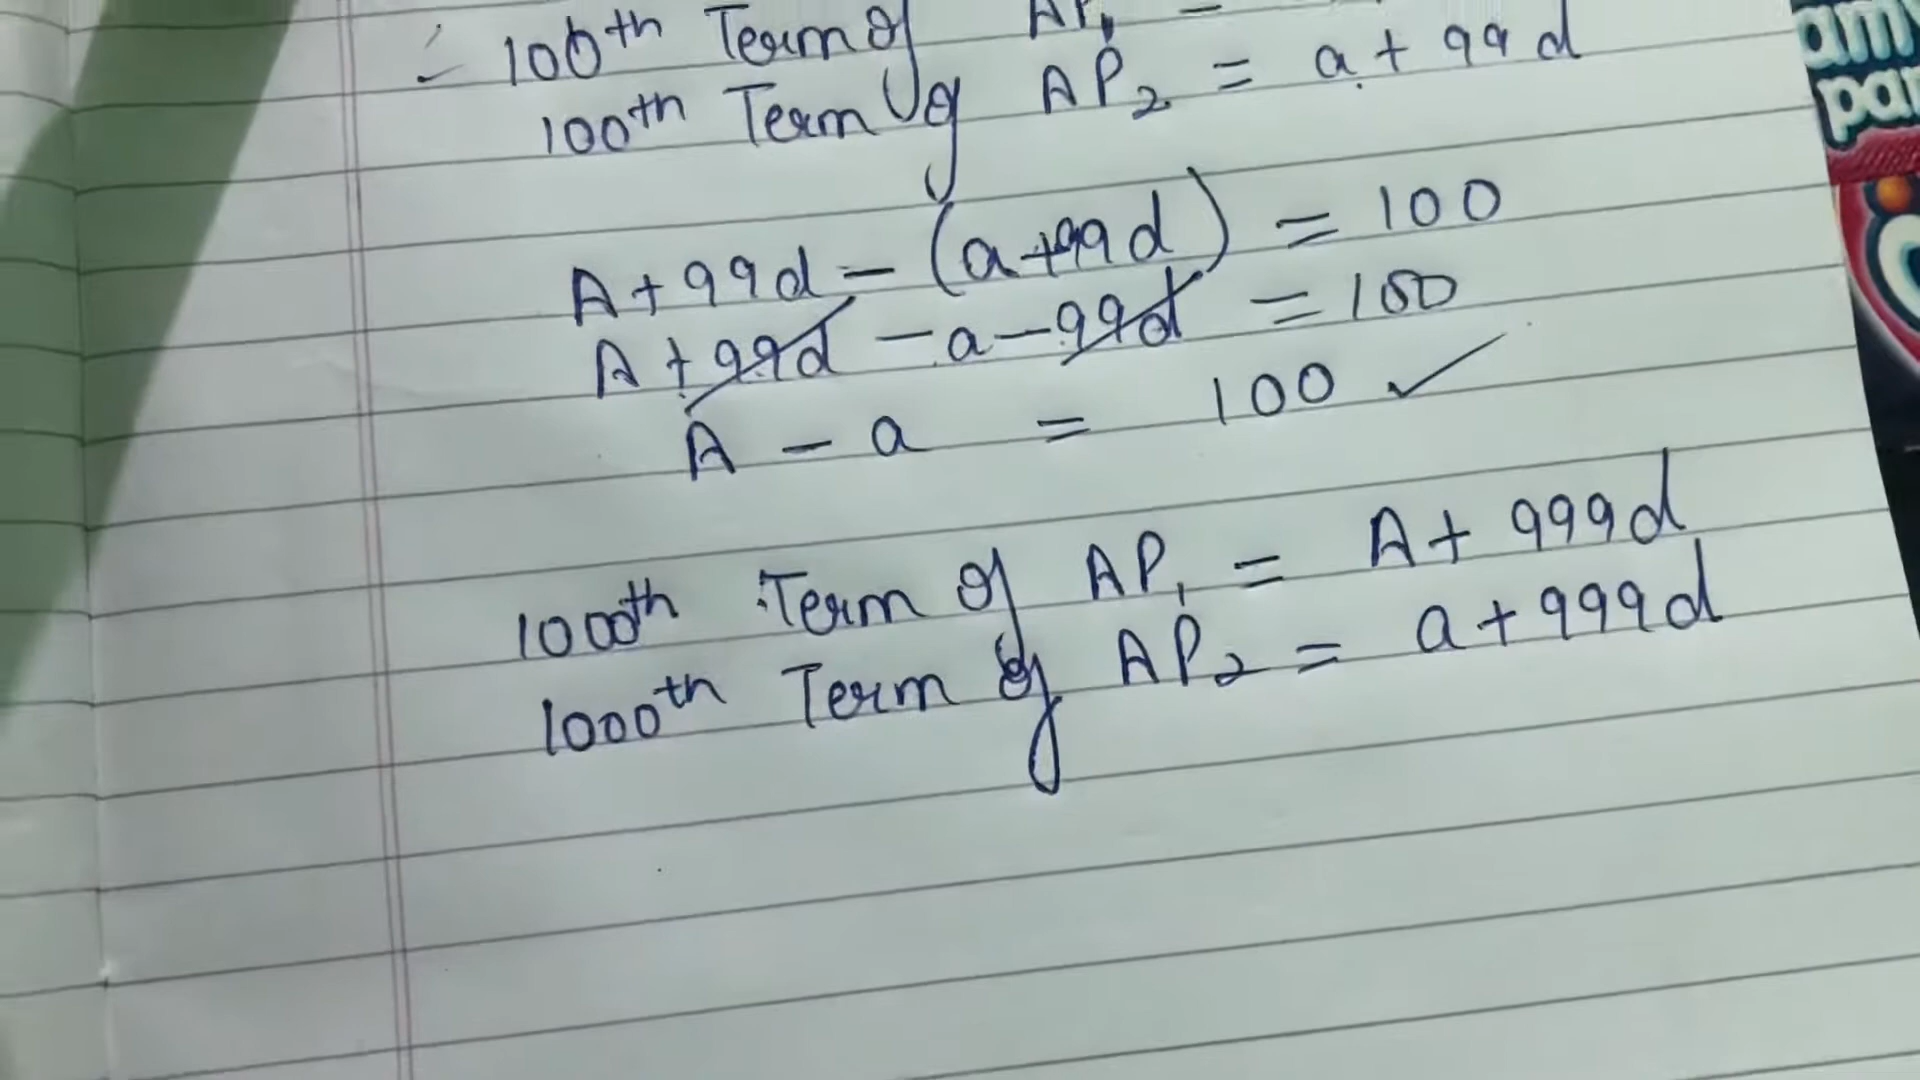 ∴ 100th Term of AP₁ =
100th Term of AP₂ = a + 99d
A + 99d - (a + 99d) = 100
A + 99d - a - 99d = 100
A - a = 100 ✓
1000th Term of AP₁ = A + 999d
1000th Term of AP₂ = a + 999d